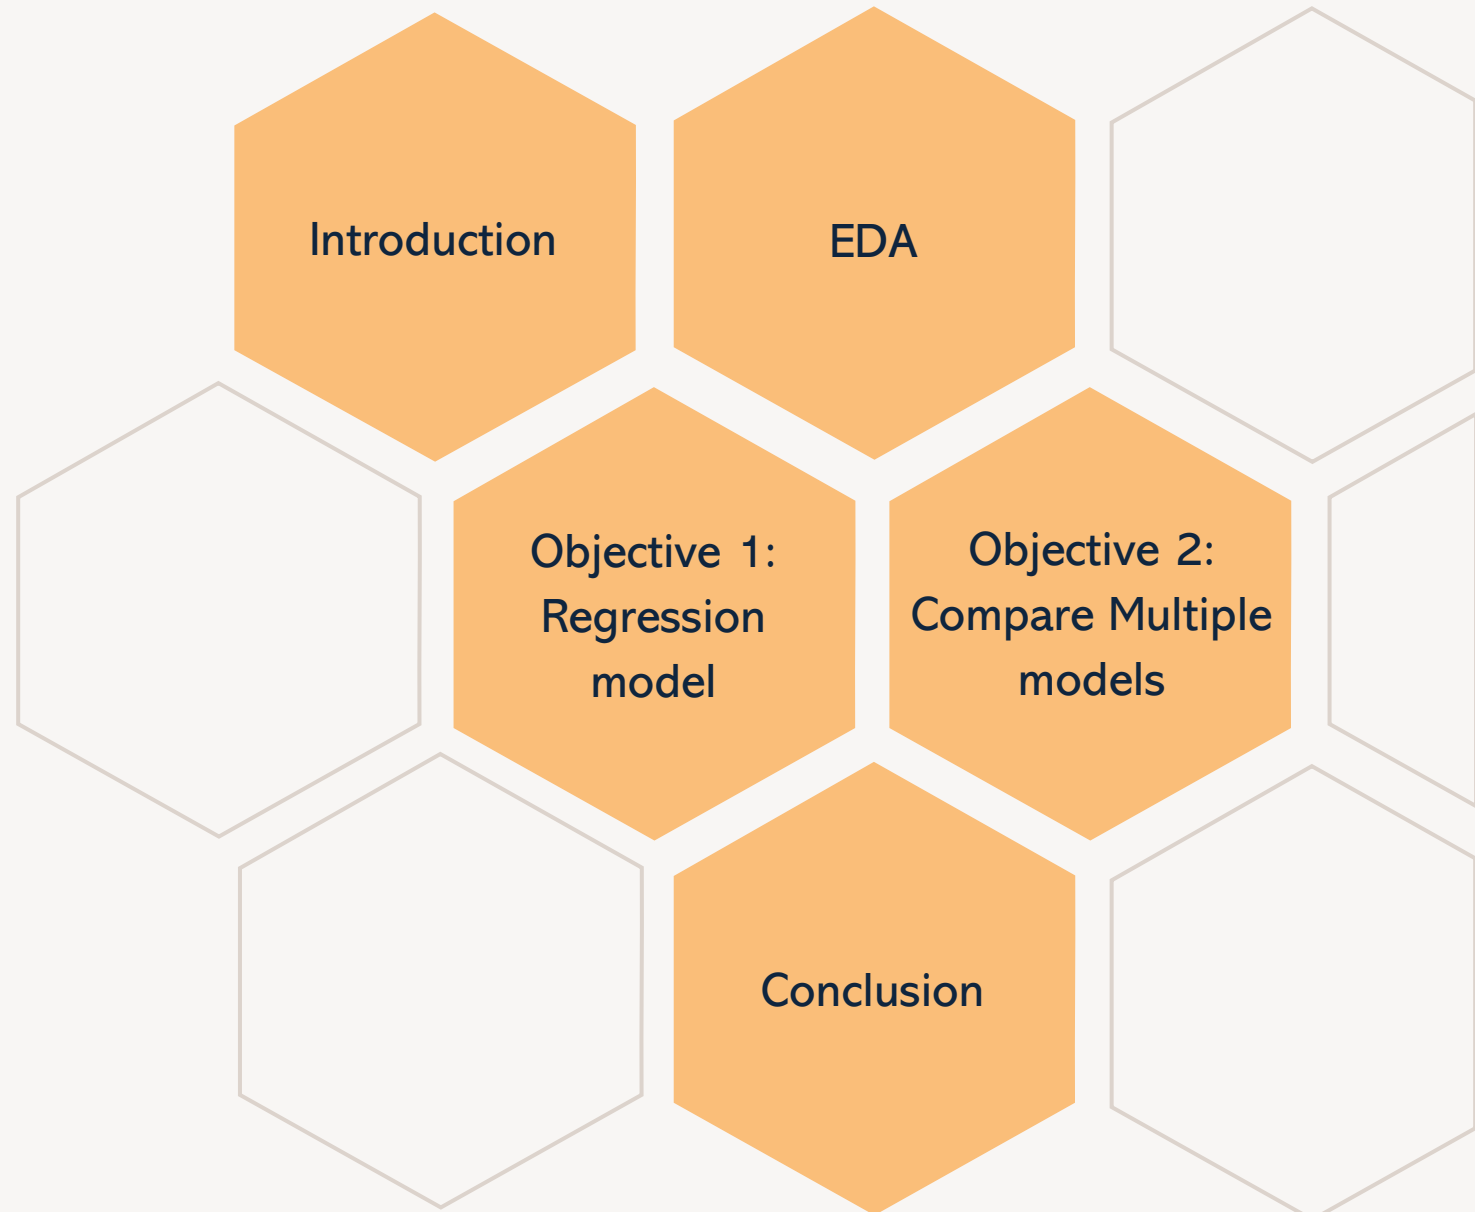 Introduction
EDA
Objective 1:
Regression
model
Objective 2:
Compare Multiple
models
Conclusion